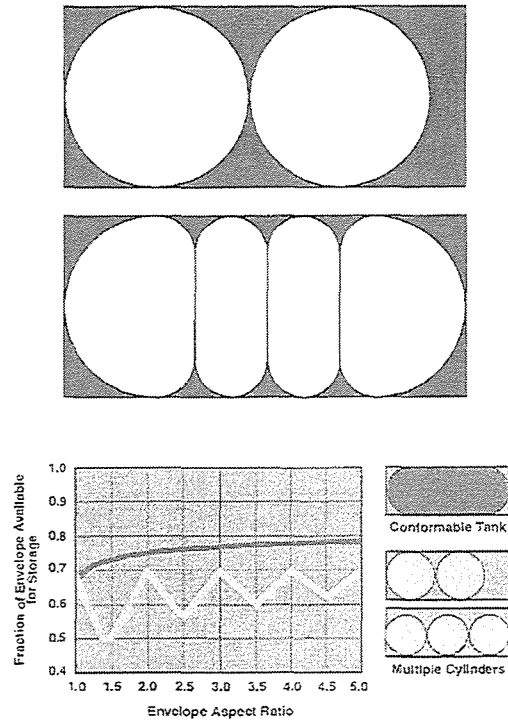 Fraction of Envelope Available
for Storage
1.0
0.9
0.8
0.7
0.6
0.5
0.4
1.0 1.5 2.0 2.5 3.0 3.5 4.0 4.5 5.0
Envelope Aspect Ratio
Conformable Tank
Multiple Cylinders